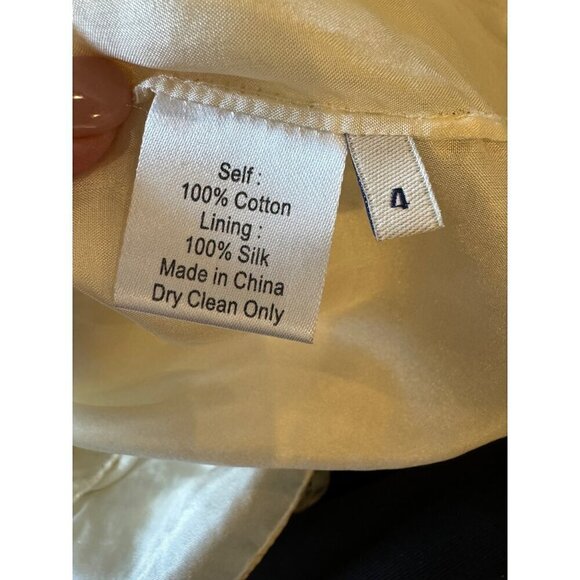 Self :
100% Cotton
Lining :
100% Silk
Made in China
Dry Clean Only
4